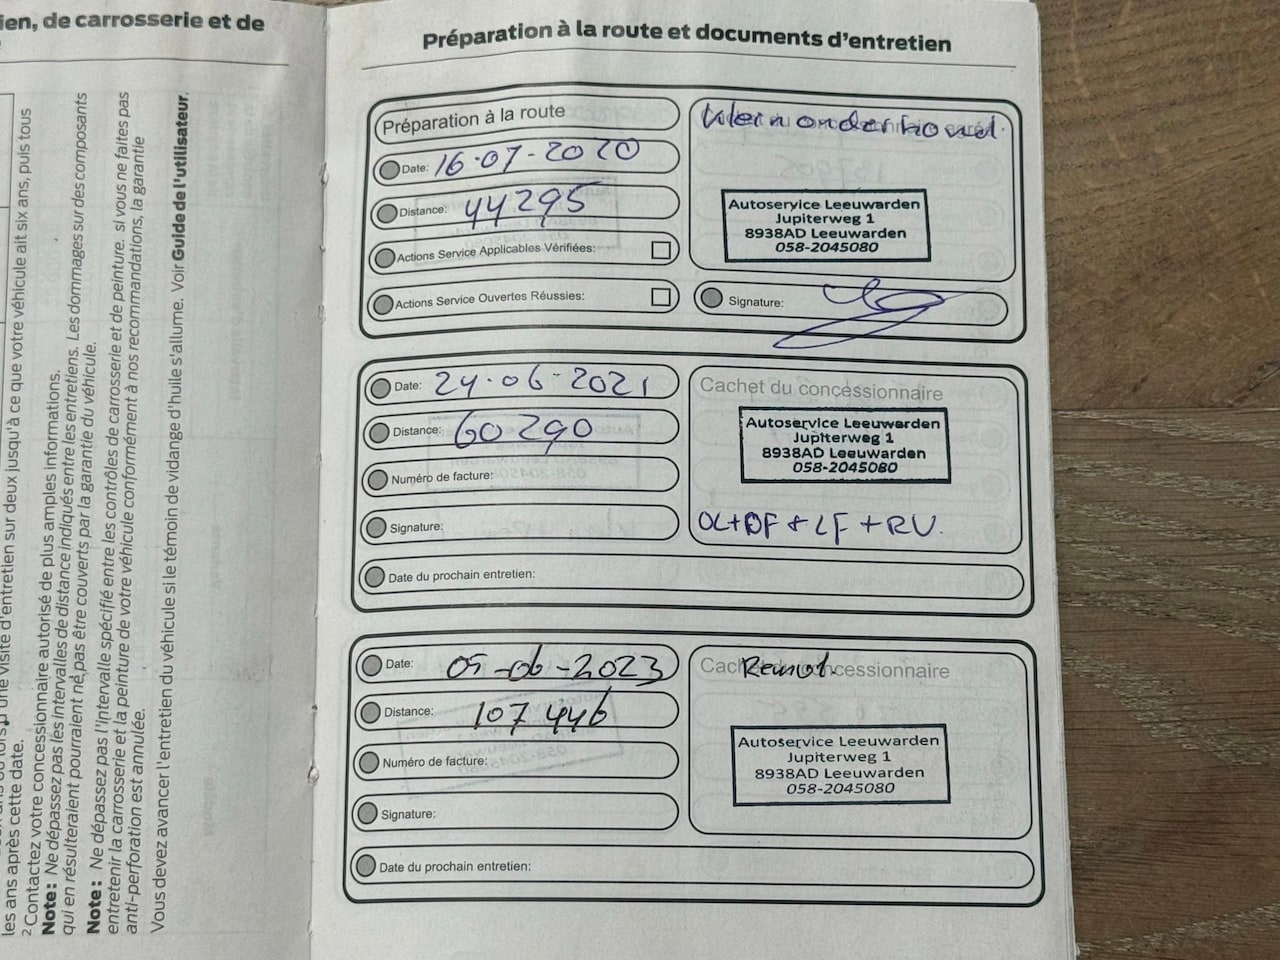 ien, de carrosserie et de
les ans après cette date.
² Contactez votre concessionnaire autorisé de plus amples informations.
Note : Ne dépassez pas les intervalles de distance indiqués entre les entretiens. Les dommages sur des composants
qui en résulteraient pourraient ne pas être couverts par la garantie du véhicule.
Note : Ne dépassez pas l'intervalle spécifié entre les contrôles de carrosserie et de peinture. si vous ne faites pas
entretenir la carrosserie et la peinture de votre véhicule conformément à nos recommandations, la garantie
anti-perforation est annulée.
Vous devez avancer l'entretien du véhicule si le témoin de vidange d'huile s'allume. Voir Guide de l'utilisateur.
Préparation à la route et documents d'entretien
Préparation à la route
Date: 16-07-2020
Distance: 44295
Actions Service Applicables Vérifiées:
Actions Service Ouvertes Réussies:
klein onderhoud.
Autoservice Leeuwarden
Jupiterweg 1
8938AD Leeuwarden
058-2045080
Signature:
Date: 24-06-2021
Distance: 60290
Numéro de facture:
Signature:
Date du prochain entretien:
Cachet du concessionnaire
Autoservice Leeuwarden
Jupiterweg 1
8938AD Leeuwarden
058-2045080
OL+OF+LF+RV.
Date: 05-06-2023
Distance: 107446
Numéro de facture:
Signature:
Date du prochain entretien:
Cachet du concessionnaire
Autoservice Leeuwarden
Jupiterweg 1
8938AD Leeuwarden
058-2045080